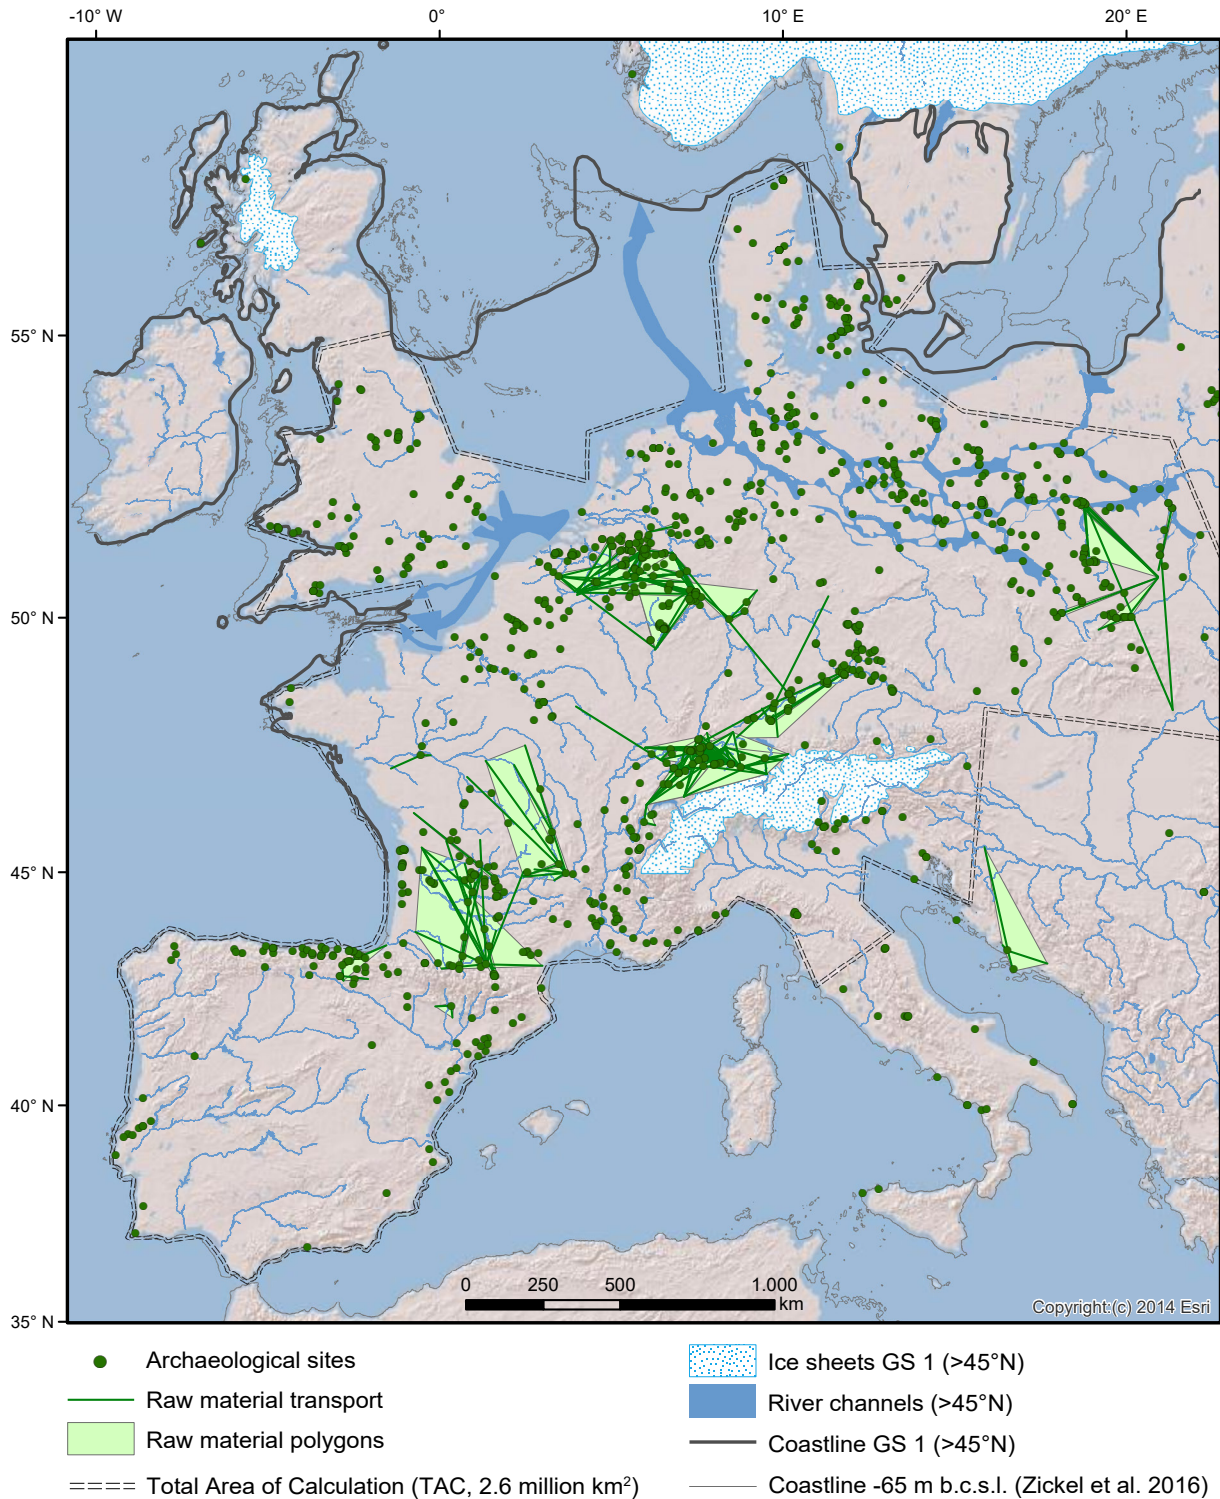 -10° W 0° 10° E 20° E
55° N
50° N
45° N
40° N
35° N
0 250 500 1.000
km
Copyright:(c) 2014 Esri
Archaeological sites
Raw material transport
Raw material polygons
Total Area of Calculation (TAC, 2.6 million km²)
Ice sheets GS 1 (>45°N)
River channels (>45°N)
Coastline GS 1 (>45°N)
Coastline -65 m b.c.s.l. (Zickel et al. 2016)